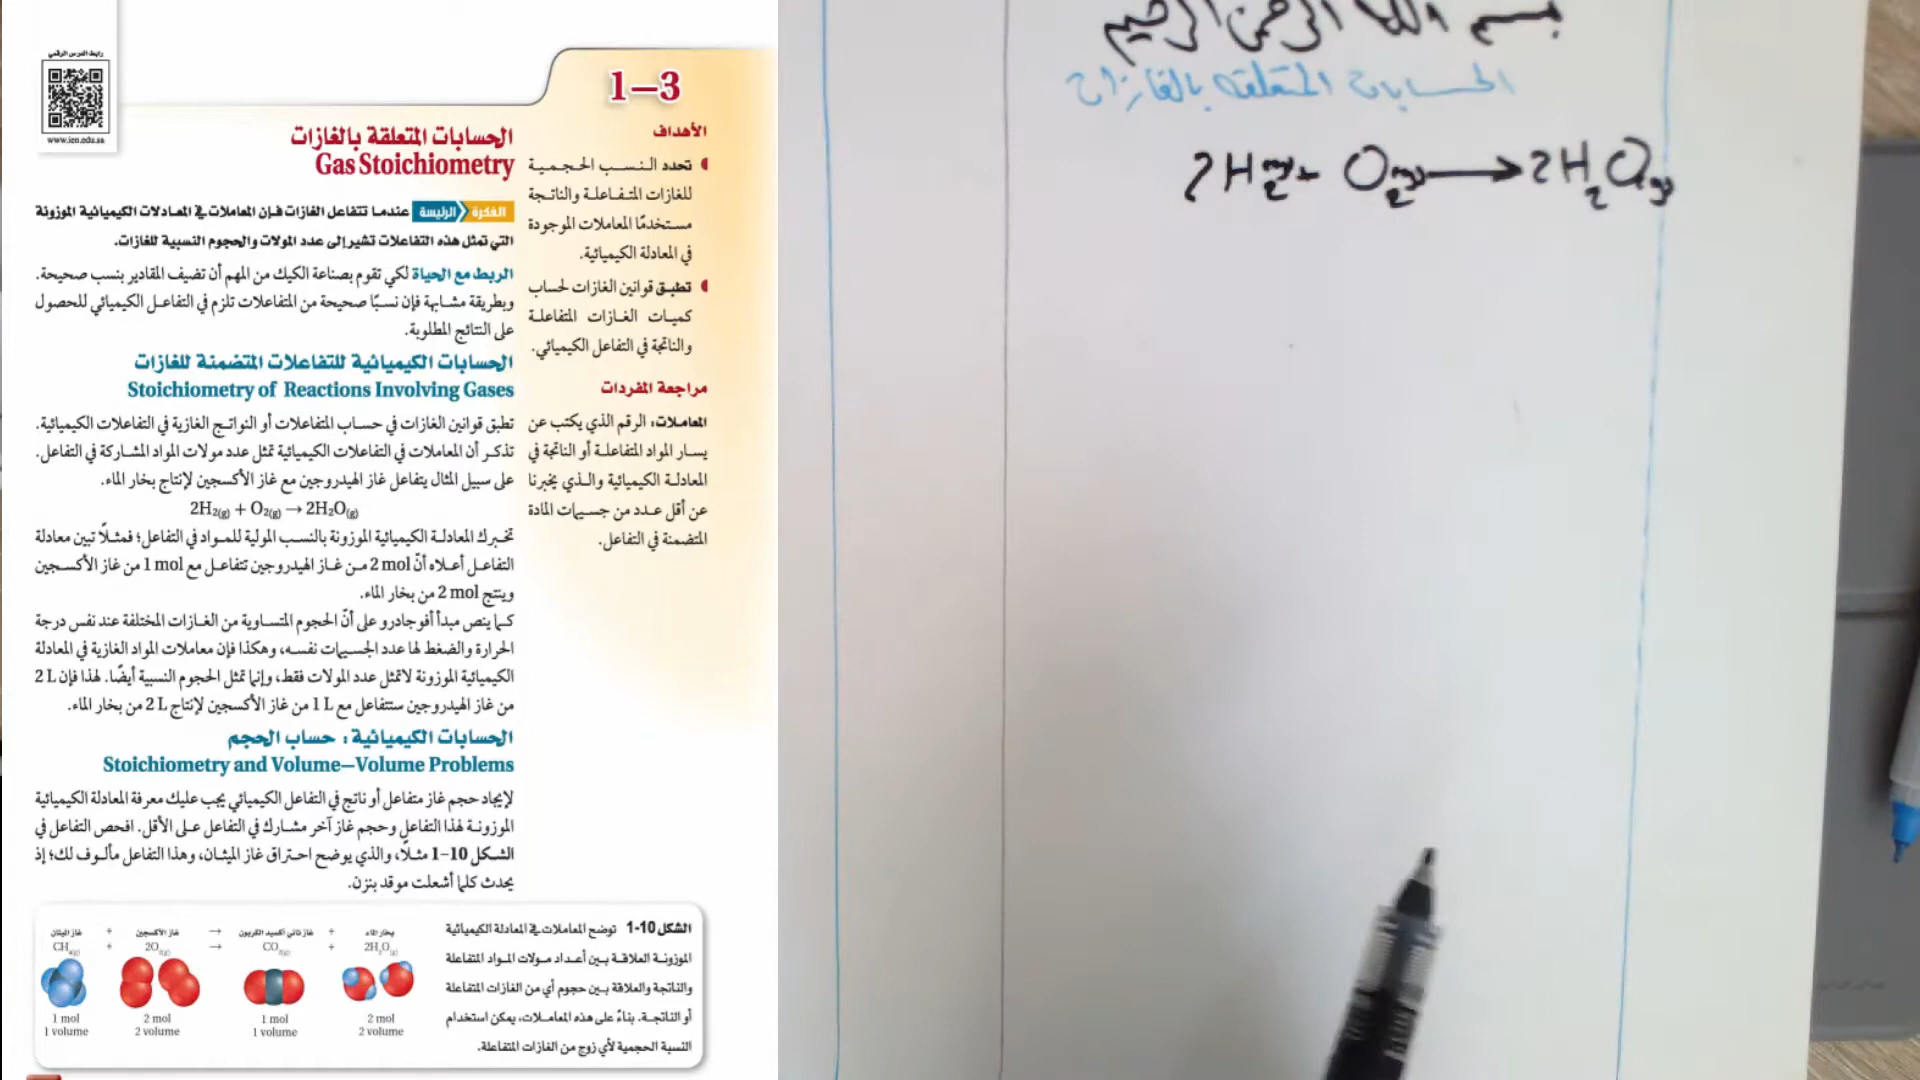 رابط الدرس الرقمي
www.ien.edu.sa
1–3
الأهداف
تحدد النسب الحجمية
للغازات المتفاعلة والناتجة
مستخدمًا المعاملات الموجودة
في المعادلة الكيميائية.
تطبق قوانين الغازات لحساب
كميات الغازات المتفاعلة
والناتجة في التفاعل الكيميائي.
مراجعة المفردات
المعاملات: الرقم الذي يكتب عن
يسار المواد المتفاعلة أو الناتجة في
المعادلة الكيميائية والذي يخبرنا
عن أقل عدد من جسيمات المادة
المتضمنة في التفاعل.
الحسابات المتعلقة بالغازات
Gas Stoichiometry
الفكرة الرئيسة عندما تتفاعل الغازات فإن المعاملات في المعادلات الكيميائية الموزونة
التي تمثل هذه التفاعلات تشير إلى عدد المولات والحجوم النسبية للغازات.
الربط مع الحياة لكي تقوم بصناعة الكيك من المهم أن تضيف المقادير بنسب صحيحة.
وبطريقة مشابهة فإن نسبًا صحيحة من المتفاعلات تلزم في التفاعل الكيميائي للحصول
على النتائج المطلوبة.
الحسابات الكيميائية للتفاعلات المتضمنة للغازات
Stoichiometry of Reactions Involving Gases
تطبق قوانين الغازات في حساب المتفاعلات أو النواتج الغازية في التفاعلات الكيميائية.
تذكر أن المعاملات في التفاعلات الكيميائية تمثل عدد مولات المواد المشاركة في التفاعل.
على سبيل المثال يتفاعل غاز الهيدروجين مع غاز الأكسجين لإنتاج بخار الماء.
2H₂(g) + O₂(g) → 2H₂O(g)
تخبرك المعادلة الكيميائية الموزونة بالنسب المولية للمواد في التفاعل؛ فمثلًا تبين معادلة
التفاعل أعلاه أنّ 2 mol من غاز الهيدروجين تتفاعل مع 1 mol من غاز الأكسجين
وينتج 2 mol من بخار الماء.
كما ينص مبدأ أفوجادرو على أنّ الحجوم المتساوية من الغازات المختلفة عند نفس درجة
الحرارة والضغط لها عدد الجسيمات نفسه، وهكذا فإن معاملات المواد الغازية في المعادلة
الكيميائية الموزونة لا تمثل عدد المولات فقط، وإنما تمثل الحجوم النسبية أيضًا. لهذا فإن 2 L
من غاز الهيدروجين ستتفاعل مع 1 L من غاز الأكسجين لإنتاج 2 L من بخار الماء.
الحسابات الكيميائية: حساب الحجم
Stoichiometry and Volume–Volume Problems
لإيجاد حجم غاز متفاعل أو ناتج في التفاعل الكيميائي يجب عليك معرفة المعادلة الكيميائية
الموزونة لهذا التفاعل وحجم غاز آخر مشارك في التفاعل على الأقل. افحص التفاعل في
الشكل 10-1 مثلًا، والذي يوضح احتراق غاز الميثان، وهذا التفاعل مألوف لك؛ إذ
يحدث كلما أشعلت موقد بنزن.
الشكل 10-1 توضح المعاملات في المعادلة الكيميائية
الموزونة العلاقة بين أعداد مولات المواد المتفاعلة
والناتجة والعلاقة بين حجوم أي من الغازات المتفاعلة
أو الناتجة. بناءً على هذه المعاملات، يمكن استخدام
النسبة الحجمية لأي زوج من الغازات المتفاعلة.
غاز الميثان + غاز الأكسجين → غاز ثاني أكسيد الكربون + بخار الماء
CH₄(g) + 2O₂(g) → CO₂(g) + 2H₂O(g)
1 mol 2 mol 1 mol 2 mol
1 volume 2 volume 1 volume 2 volume
بسم الله الرحمن الرحيم
الحسابات المتعلقة بالغازات
2H₂(g) + O₂(g) → 2H₂O(g)